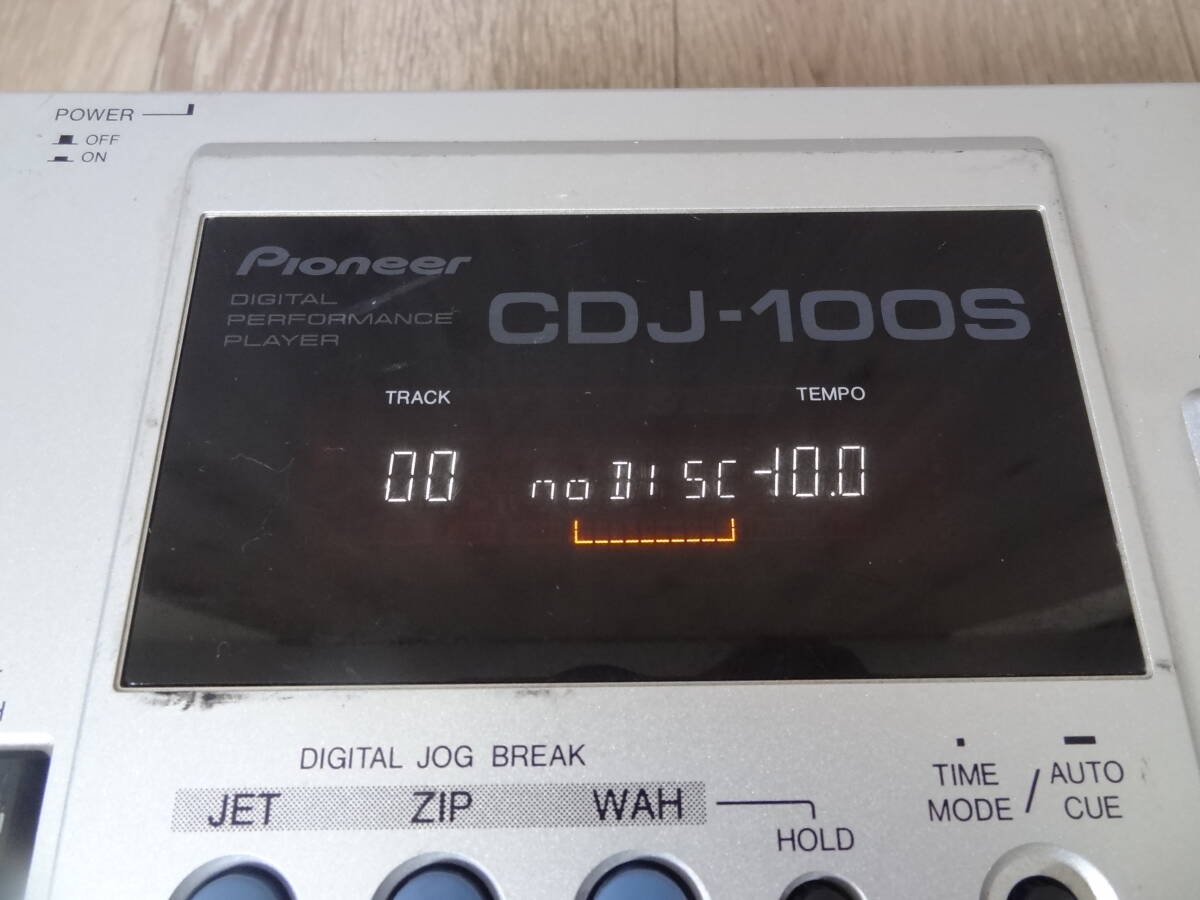 POWER
OFF
ON
Pioneer
DIGITAL
PERFORMANCE
PLAYER
CDJ-100S
TRACK
TEMPO
00 no DISC -10.0
DIGITAL JOG BREAK
JET ZIP WAH
HOLD
TIME
MODE /
AUTO
CUE